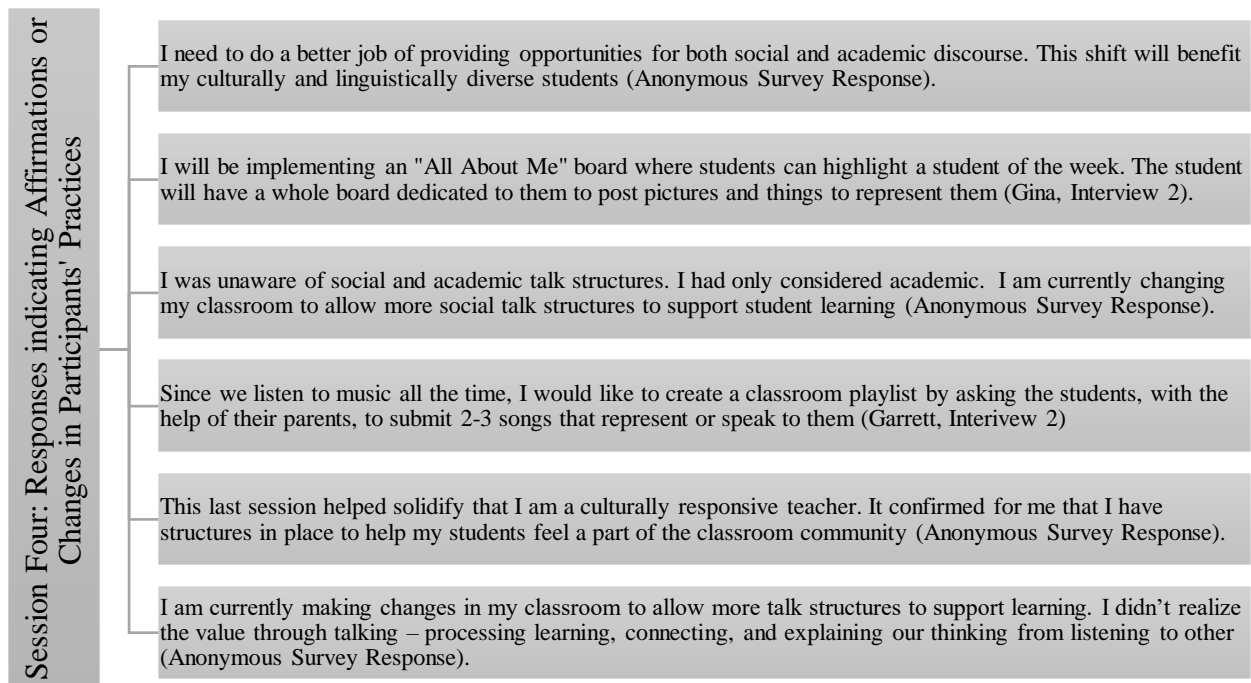 Session Four: Responses indicating Affirmations or
Changes in Participants' Practices
I need to do a better job of providing opportunities for both social and academic discourse. This shift will benefit
my culturally and linguistically diverse students (Anonymous Survey Response).
I will be implementing an "All About Me" board where students can highlight a student of the week. The student
will have a whole board dedicated to them to post pictures and things to represent them (Gina, Interview 2).
I was unaware of social and academic talk structures. I had only considered academic.  I am currently changing
my classroom to allow more social talk structures to support student learning (Anonymous Survey Response).
Since we listen to music all the time, I would like to create a classroom playlist by asking the students, with the
help of their parents, to submit 2-3 songs that represent or speak to them (Garrett, Interivew 2)
This last session helped solidify that I am a culturally responsive teacher. It confirmed for me that I have
structures in place to help my students feel a part of the classroom community (Anonymous Survey Response).
I am currently making changes in my classroom to allow more talk structures to support learning. I didn’t realize
the value through talking – processing learning, connecting, and explaining our thinking from listening to other
(Anonymous Survey Response).